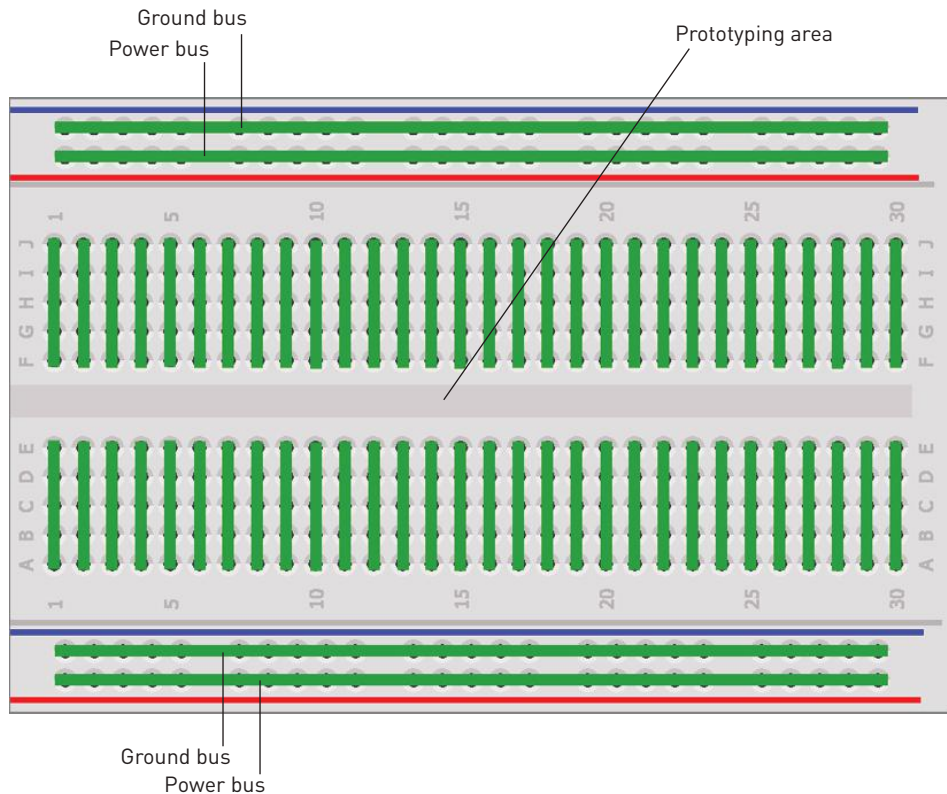 Ground bus
Power bus
Prototyping area
1 5 10 15 20 25 30
J J
I I
H H
G G
F F
E E
D D
C C
B B
A A
1 5 10 15 20 25 30
Ground bus
Power bus